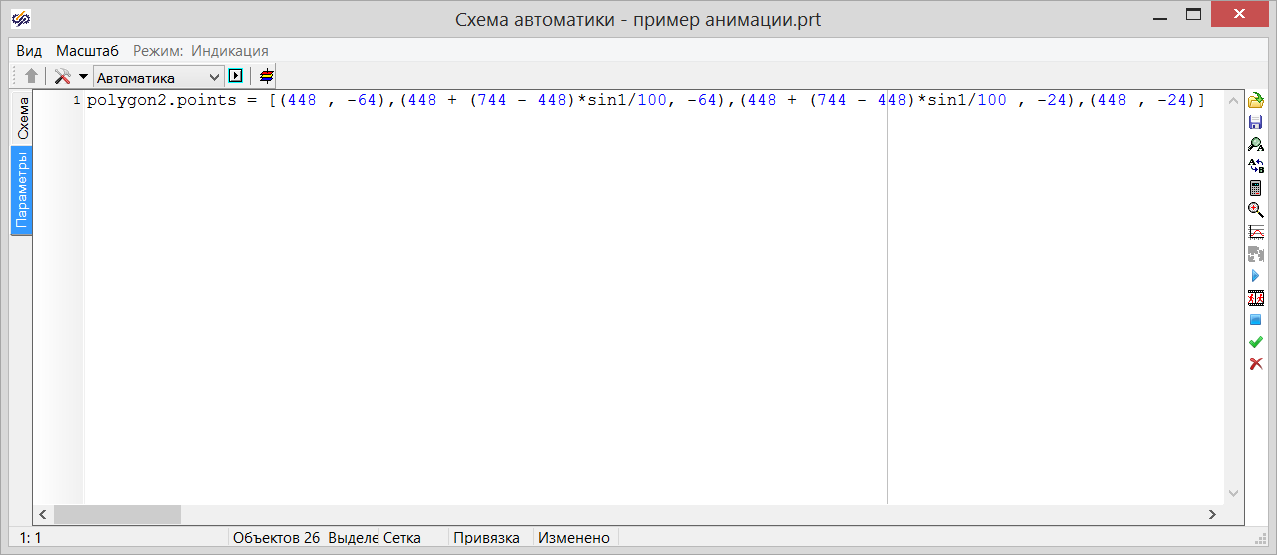 Схема автоматики - пример анимации.prt
Вид Масштаб Режим: Индикация
Автоматика
Схема
Параметры
1 polygon2.points = [(448 , -64),(448 + (744 - 448)*sin1/100, -64),(448 + (744 - 448)*sin1/100 , -24),(448 , -24)]
1: 1 Объектов 26 Выделе Сетка Привязка Изменено